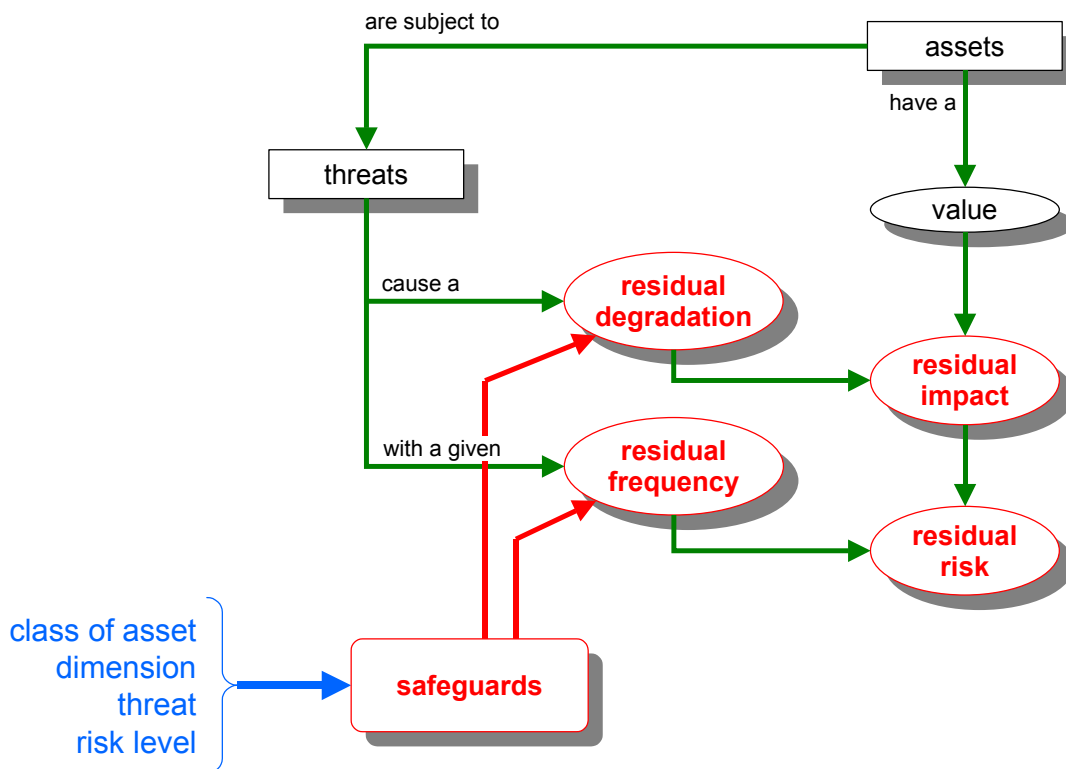 are subject to
assets
have a
threats
value
cause a
residual
degradation
residual
impact
with a given
residual
frequency
residual
risk
class of asset
dimension
threat
risk level
safeguards